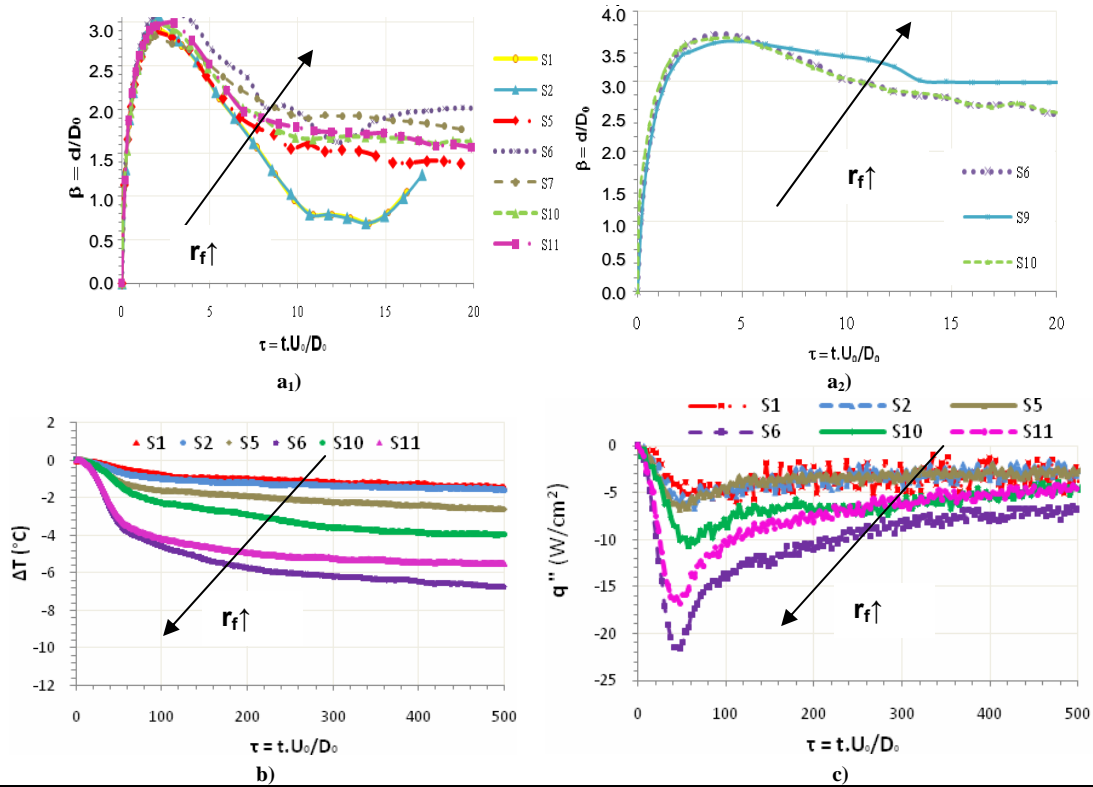 3.0
2.5
2.0
1.5
1.0
0.5
0.0
β = d/D₀
0 5 10 15 20
τ = t.U₀/D₀
r_f↑
S1
S2
S5
S6
S7
S10
S11
a₁)
4.0
3.5
3.0
2.5
2.0
1.5
1.0
0.5
0.0
β = d/D₀
0 5 10 15 20
τ = t.U₀/D₀
r_f↑
S6
S9
S10
a₂)
S1 S2 S5 S6 S10 S11
2
0
-2
-4
-6
-8
-10
-12
ΔT (°C)
r_f↑
0 100 200 300 400 500
τ = t.U₀/D₀
b)
S1 S2 S5
S6 S10 S11
0
-5
-10
-15
-20
-25
q" (W/cm²)
r_f↑
0 100 200 300 400 500
τ = t.U₀/D₀
c)